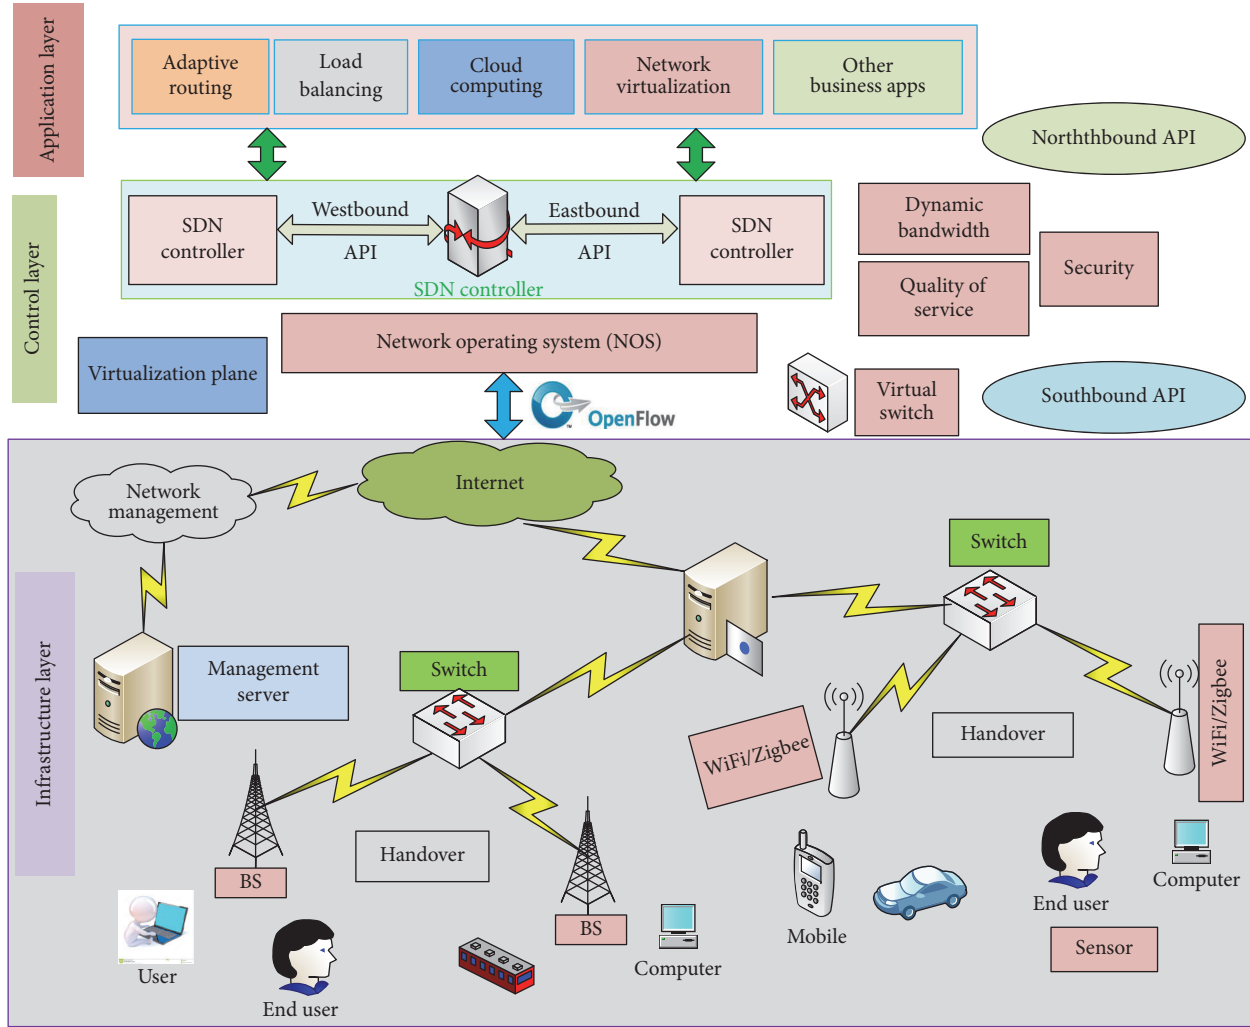 Application layer
Adaptive
routing
Load
balancing
Cloud
computing
Network
virtualization
Other
business apps
Norththbound API
Control layer
SDN
controller
Westbound
API
Eastbound
API
SDN
controller
SDN controller
Dynamic
bandwidth
Quality of
service
Security
Network operating system (NOS)
Virtualization plane
OpenFlow
Virtual
switch
Southbound API
Infrastructure layer
Network
management
Internet
Switch
Management
server
Switch
WiFi/Zigbee
Handover
WiFi/Zigbee
Handover
BS
BS
User
End user
Computer
Mobile
End user
Computer
Sensor